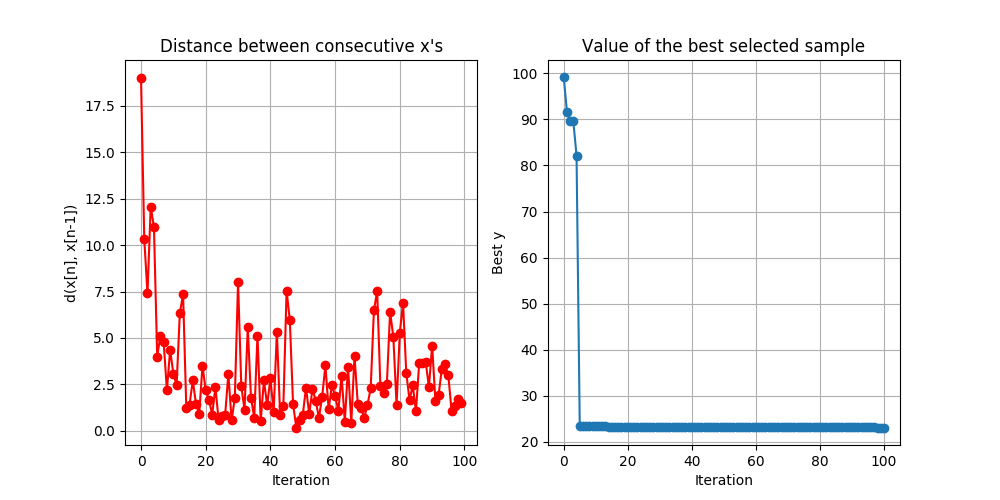 Distance between consecutive x's
d(x[n], x[n-1])
17.5
15.0
12.5
10.0
7.5
5.0
2.5
0.0
0 20 40 60 80 100
Iteration
Value of the best selected sample
Best y
100
90
80
70
60
50
40
30
20
0 20 40 60 80 100
Iteration